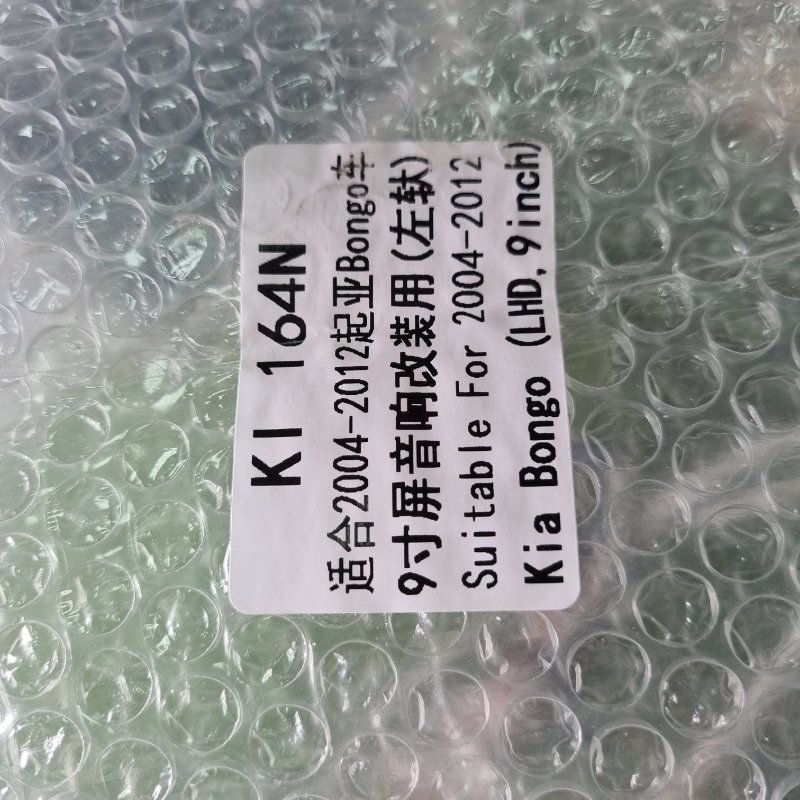 KI 164N
适合2004-2012起亚Bongo车
9寸屏音响改装用(左软)
Suitable For 2004-2012
Kia Bongo (LHD, 9inch)